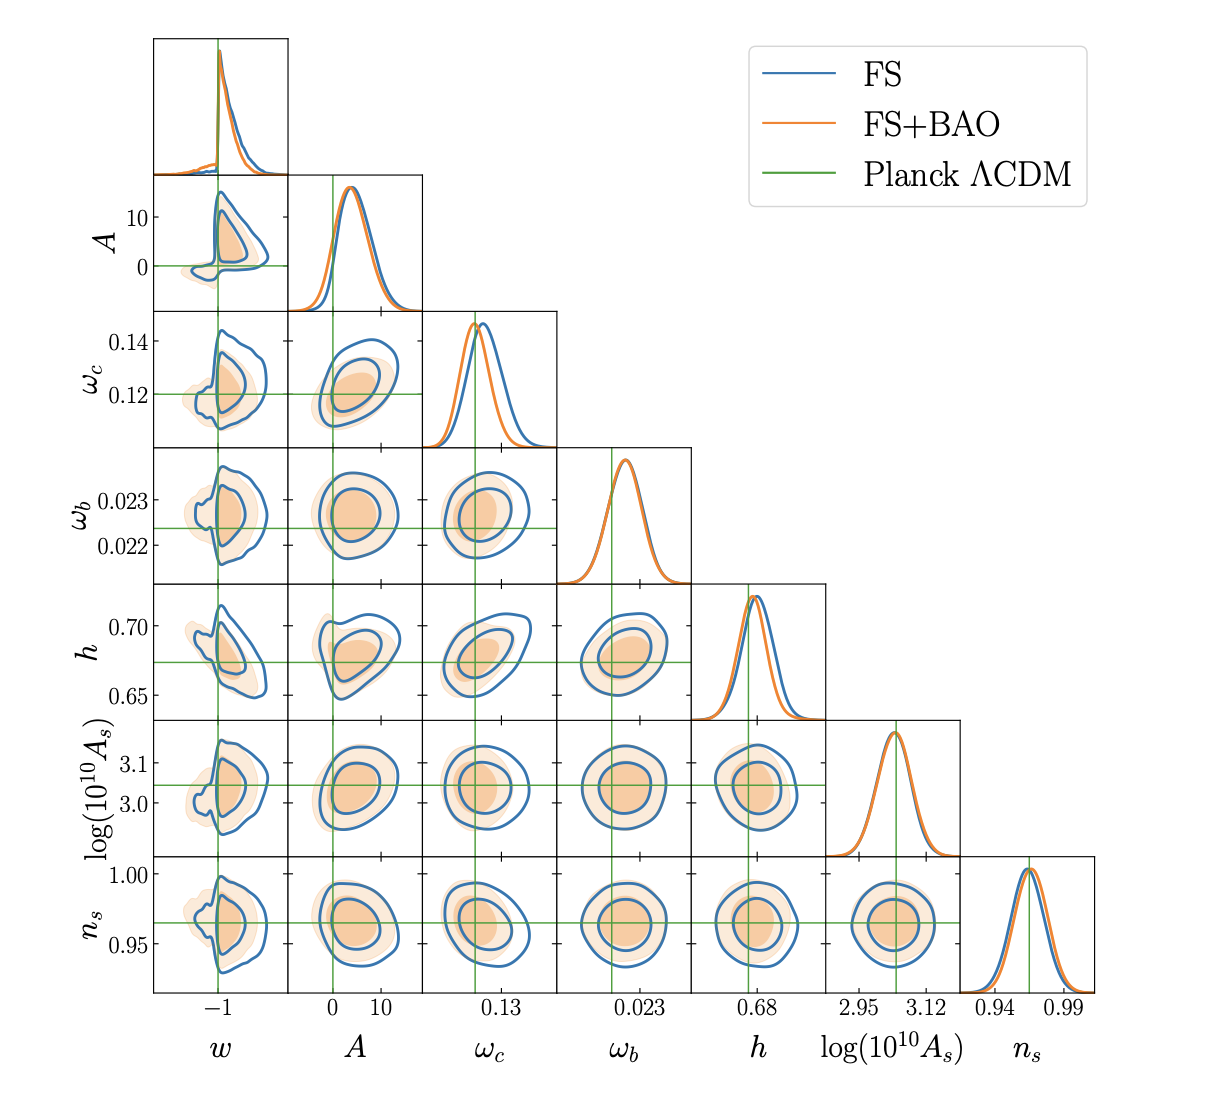 FS
FS+BAO
Planck ΛCDM
10
0
A
0.14
0.12
ω_c
0.023
0.022
ω_b
0.70
0.65
h
3.1
3.0
log(10^{10}A_s)
1.00
0.95
n_s
−1 0 10 0.13 0.023 0.68 2.95 3.12 0.94 0.99
w A ω_c ω_b h log(10^{10}A_s) n_s